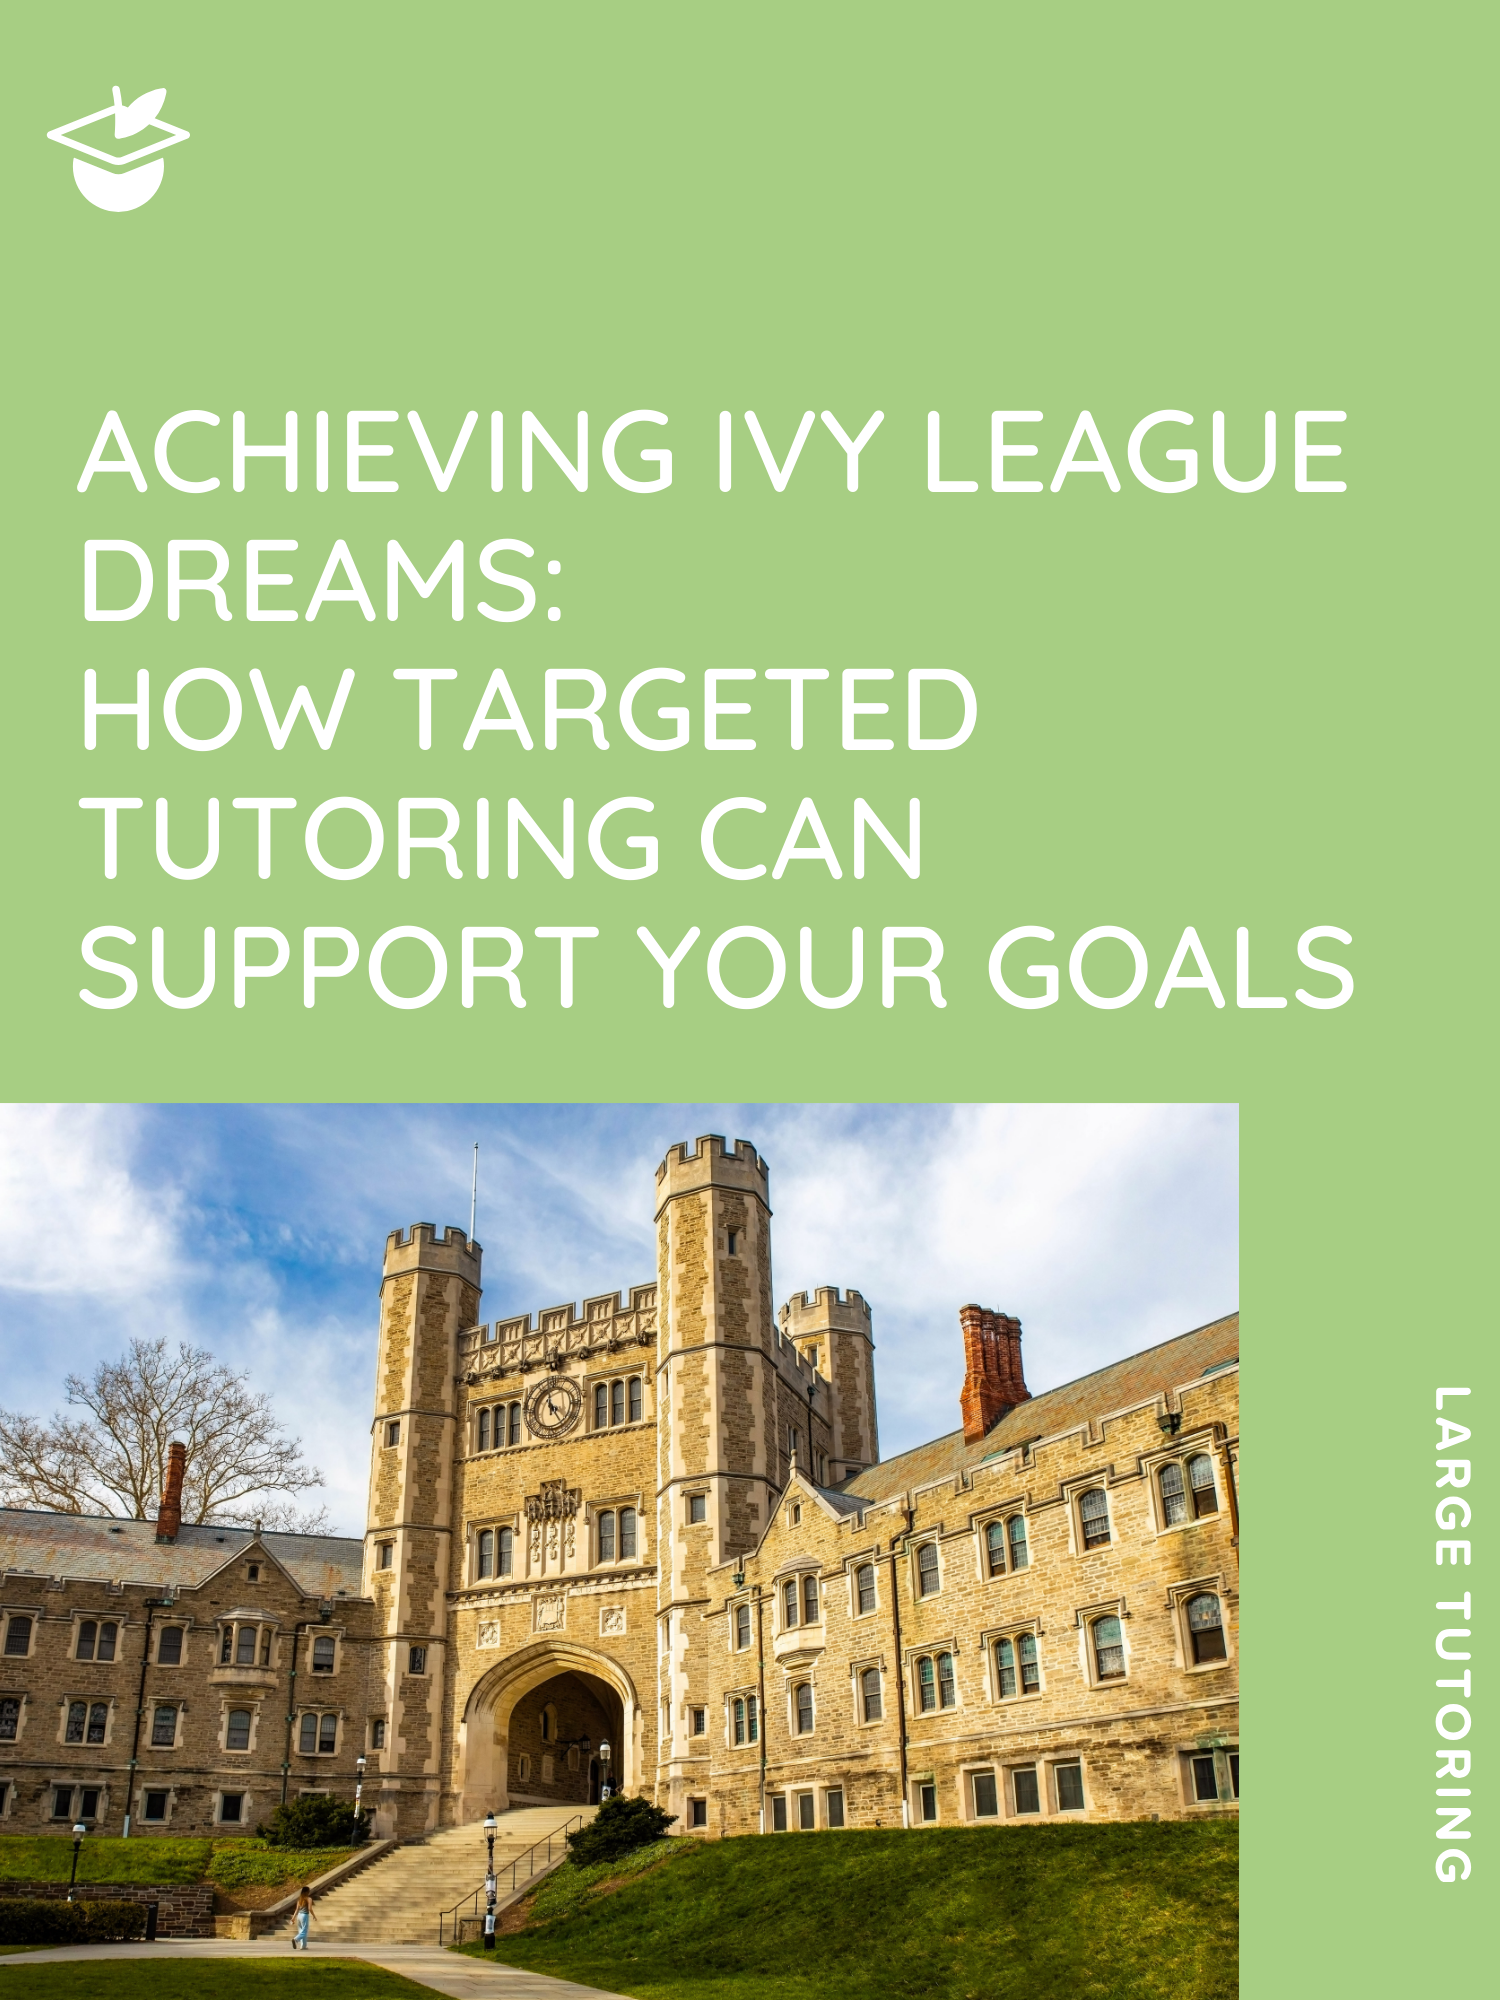 ACHIEVING IVY LEAGUE
DREAMS:
HOW TARGETED
TUTORING CAN
SUPPORT YOUR GOALS
LARGE TUTORING